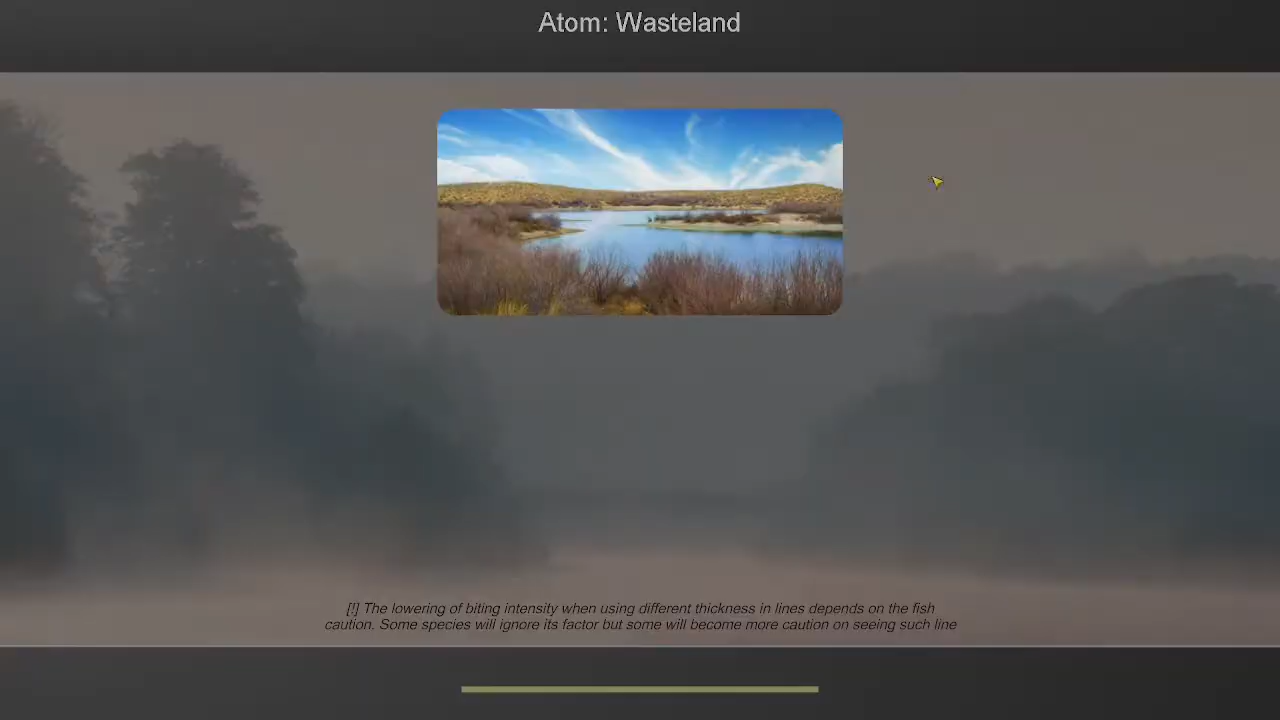 Atom: Wasteland
[!] The lowering of biting intensity when using different thickness in lines depends on the fish
caution. Some species will ignore its factor but some will become more caution on seeing such line